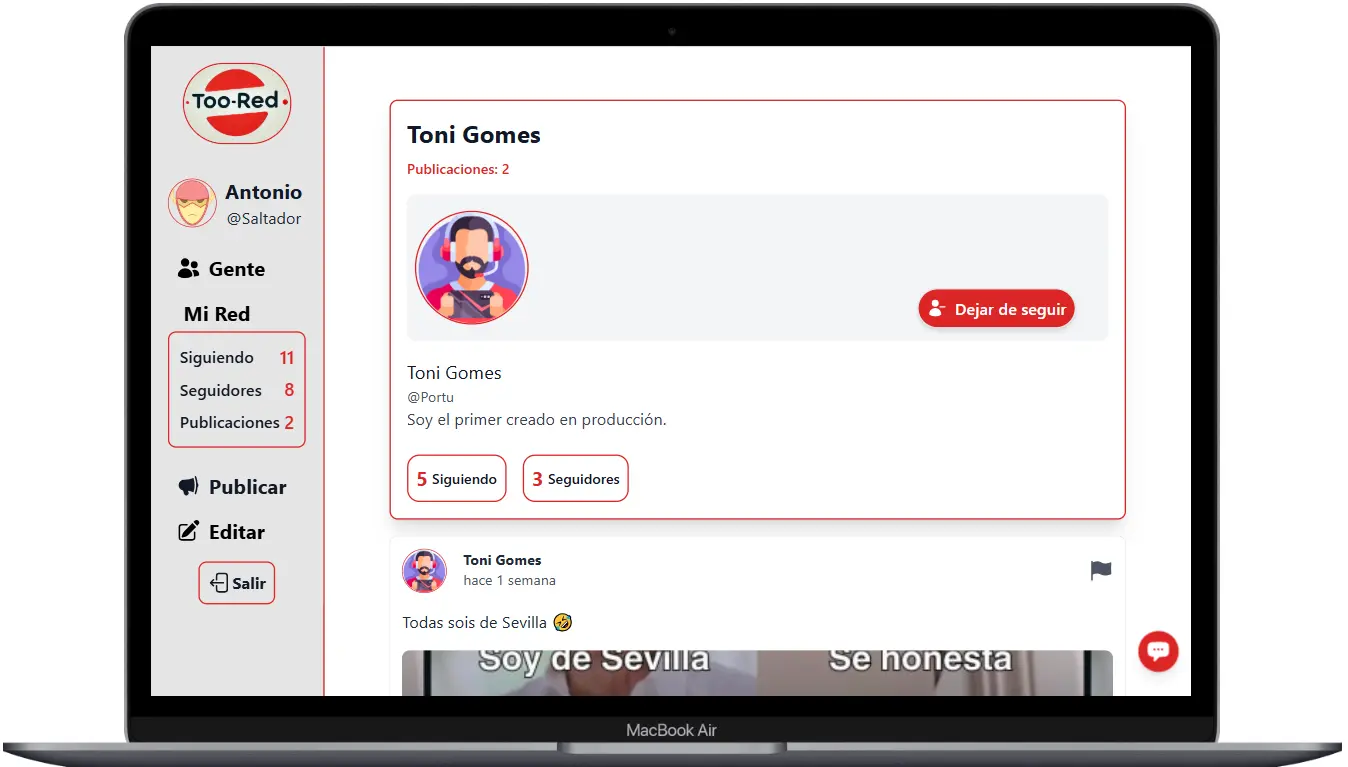 Too-Red
Antonio
@Saltador
Gente
Mi Red
Siguiendo 11
Seguidores 8
Publicaciones 2
Publicar
Editar
Salir
Toni Gomes
Publicaciones: 2
Dejar de seguir
Toni Gomes
@Portu
Soy el primer creado en producción.
5 Siguiendo
3 Seguidores
Toni Gomes
hace 1 semana
Todas sois de Sevilla 🤣
Soy de Sevilla
Se honesta
MacBook Air